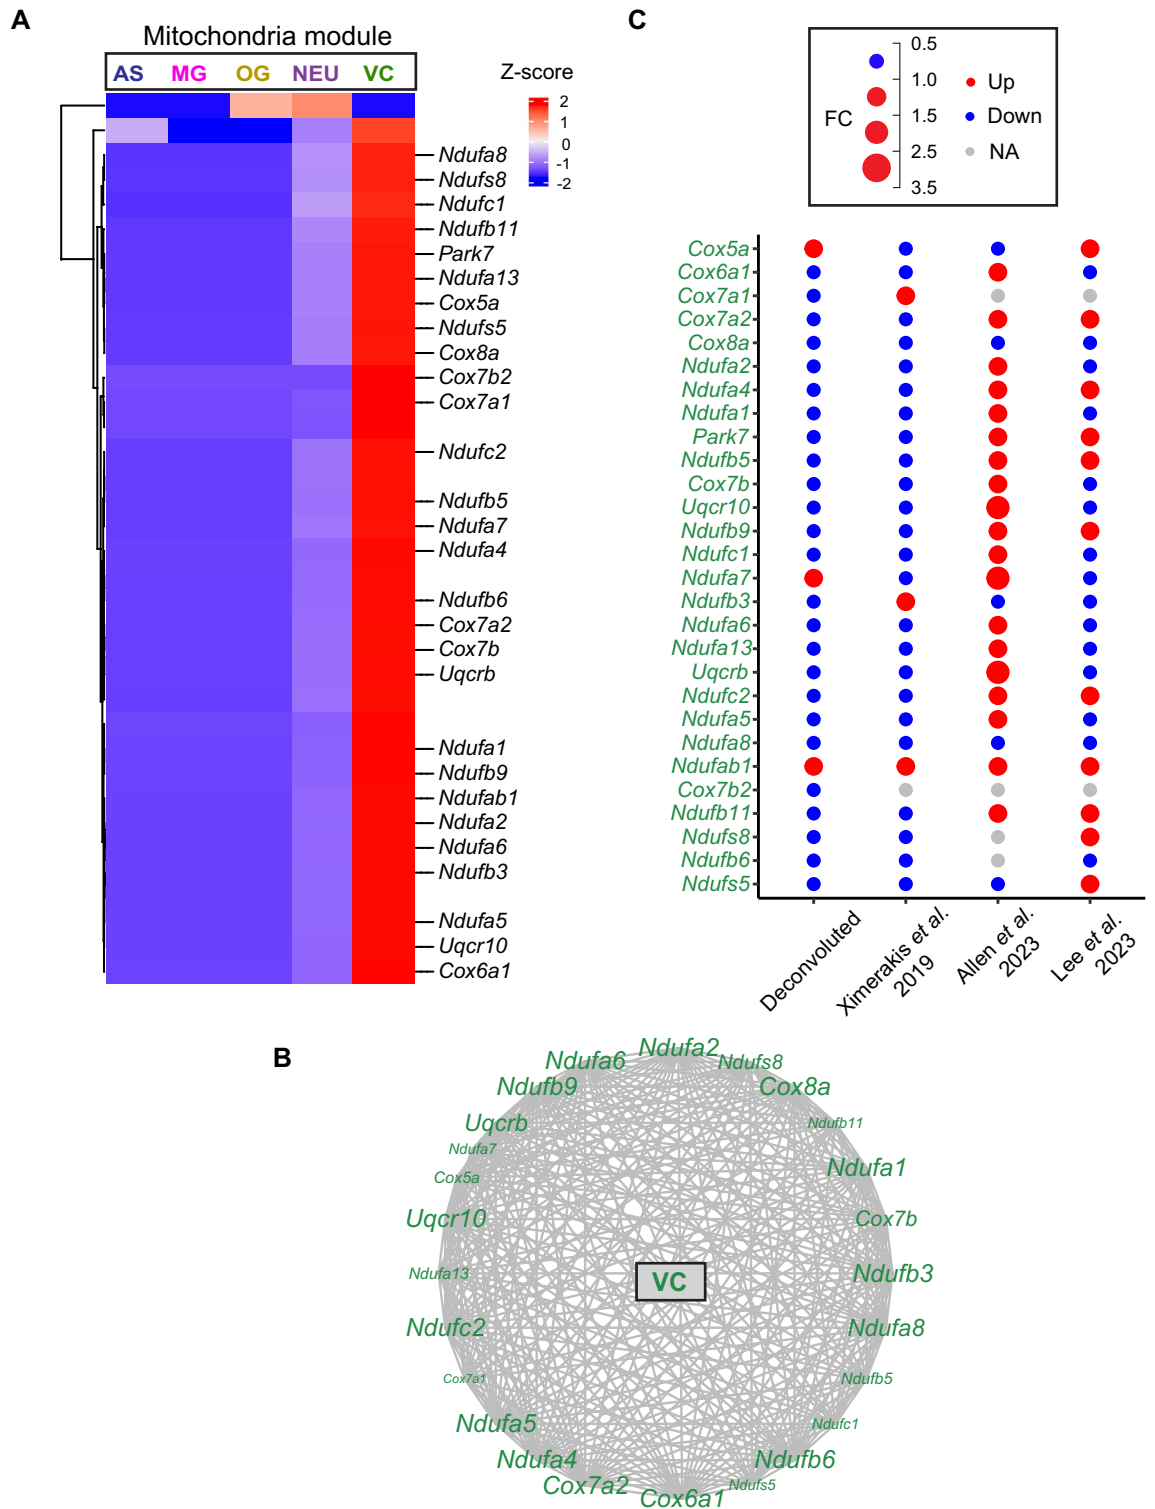 A
Mitochondria module
AS MG OG NEU VC
Z-score
2
1
0
-1
-2
Ndufa8
Ndufs8
Ndufc1
Ndufb11
Park7
Ndufa13
Cox5a
Ndufs5
Cox8a
Cox7b2
Cox7a1
Ndufc2
Ndufb5
Ndufa7
Ndufa4
Ndufb6
Cox7a2
Cox7b
Uqcrb
Ndufa1
Ndufb9
Ndufab1
Ndufa2
Ndufa6
Ndufb3
Ndufa5
Uqcr10
Cox6a1
C
FC
0.5
1.0
1.5
2.5
3.5
Up
Down
NA
Cox5a
Cox6a1
Cox7a1
Cox7a2
Cox8a
Ndufa2
Ndufa4
Ndufa1
Park7
Ndufb5
Cox7b
Uqcr10
Ndufb9
Ndufc1
Ndufa7
Ndufb3
Ndufa6
Ndufa13
Uqcrb
Ndufc2
Ndufa5
Ndufa8
Ndufab1
Cox7b2
Ndufb11
Ndufs8
Ndufb6
Ndufs5
Deconvoluted
Ximerakis et al.
2019
Allen et al.
2023
Lee et al.
2023
B
Ndufa2
Ndufa6
Ndufs8
Ndufb9
Cox8a
Uqcrb
Ndufb11
Ndufa7
Ndufa1
Cox5a
Uqcr10
Cox7b
Ndufa13
VC
Ndufb3
Ndufc2
Ndufa8
Cox7a1
Ndufb5
Ndufa5
Ndufc1
Ndufa4
Ndufb6
Cox7a2
Ndufs5
Cox6a1